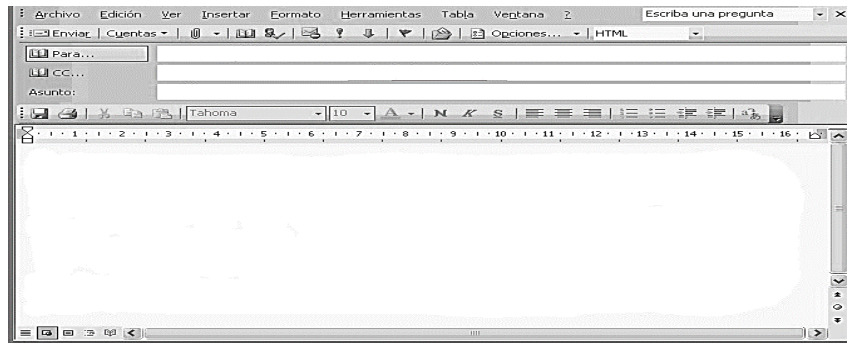 Archivo Edición Ver Insertar Formato Herramientas Tabla Ventana ? Escriba una pregunta
Enviar Cuentas Opciones... HTML
Para...
CC...
Asunto:
Tahoma 10 A N K S
1 2 3 4 5 6 7 8 9 10 11 12 13 14 15 16